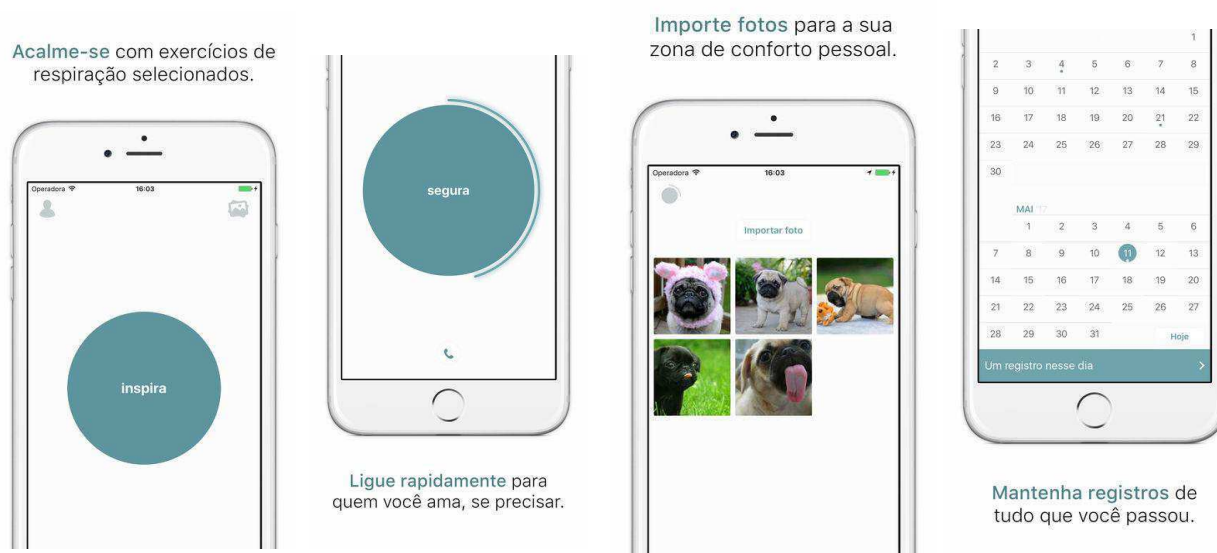 Acalme-se com exercícios de
respiração selecionados.
Operadora 16:03
inspira
segura
Ligue rapidamente para
quem você ama, se precisar.
Importe fotos para a sua
zona de conforto pessoal.
Operadora 16:03
Importar foto
1
2 3 4 5 6 7 8
9 10 11 12 13 14 15
16 17 18 19 20 21 22
23 24 25 26 27 28 29
30
MAI '17
1 2 3 4 5 6
7 8 9 10 11 12 13
14 15 16 17 18 19 20
21 22 23 24 25 26 27
28 29 30 31 Hoje
Um registro nesse dia
Mantenha registros de
tudo que você passou.